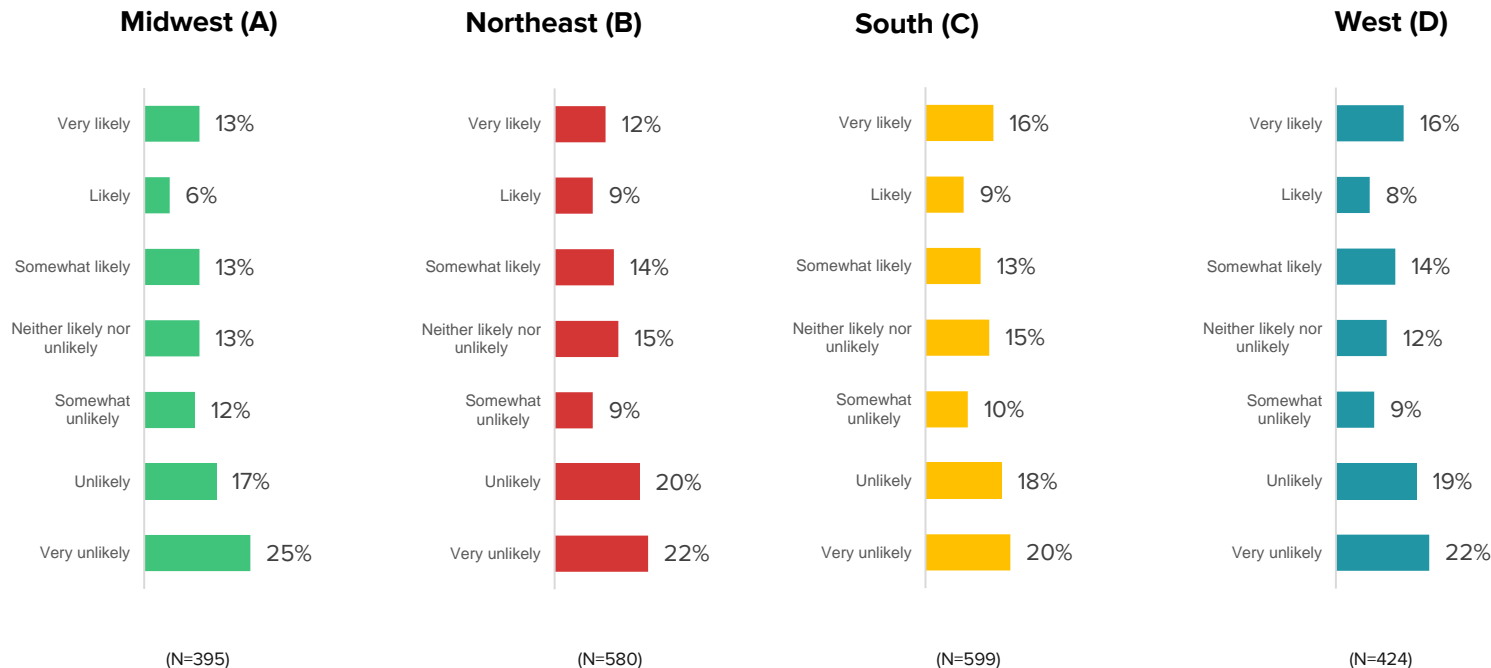 Midwest (A)
Very likely
13%
Likely
6%
Somewhat likely
13%
Neither likely nor
unlikely
13%
Somewhat
unlikely
12%
Unlikely
17%
Very unlikely
25%
(N=395)
Northeast (B)
Very likely
12%
Likely
9%
Somewhat likely
14%
Neither likely nor
unlikely
15%
Somewhat
unlikely
9%
Unlikely
20%
Very unlikely
22%
(N=580)
South (C)
Very likely
16%
Likely
9%
Somewhat likely
13%
Neither likely nor
unlikely
15%
Somewhat
unlikely
10%
Unlikely
18%
Very unlikely
20%
(N=599)
West (D)
Very likely
16%
Likely
8%
Somewhat likely
14%
Neither likely nor
unlikely
12%
Somewhat
unlikely
9%
Unlikely
19%
Very unlikely
22%
(N=424)